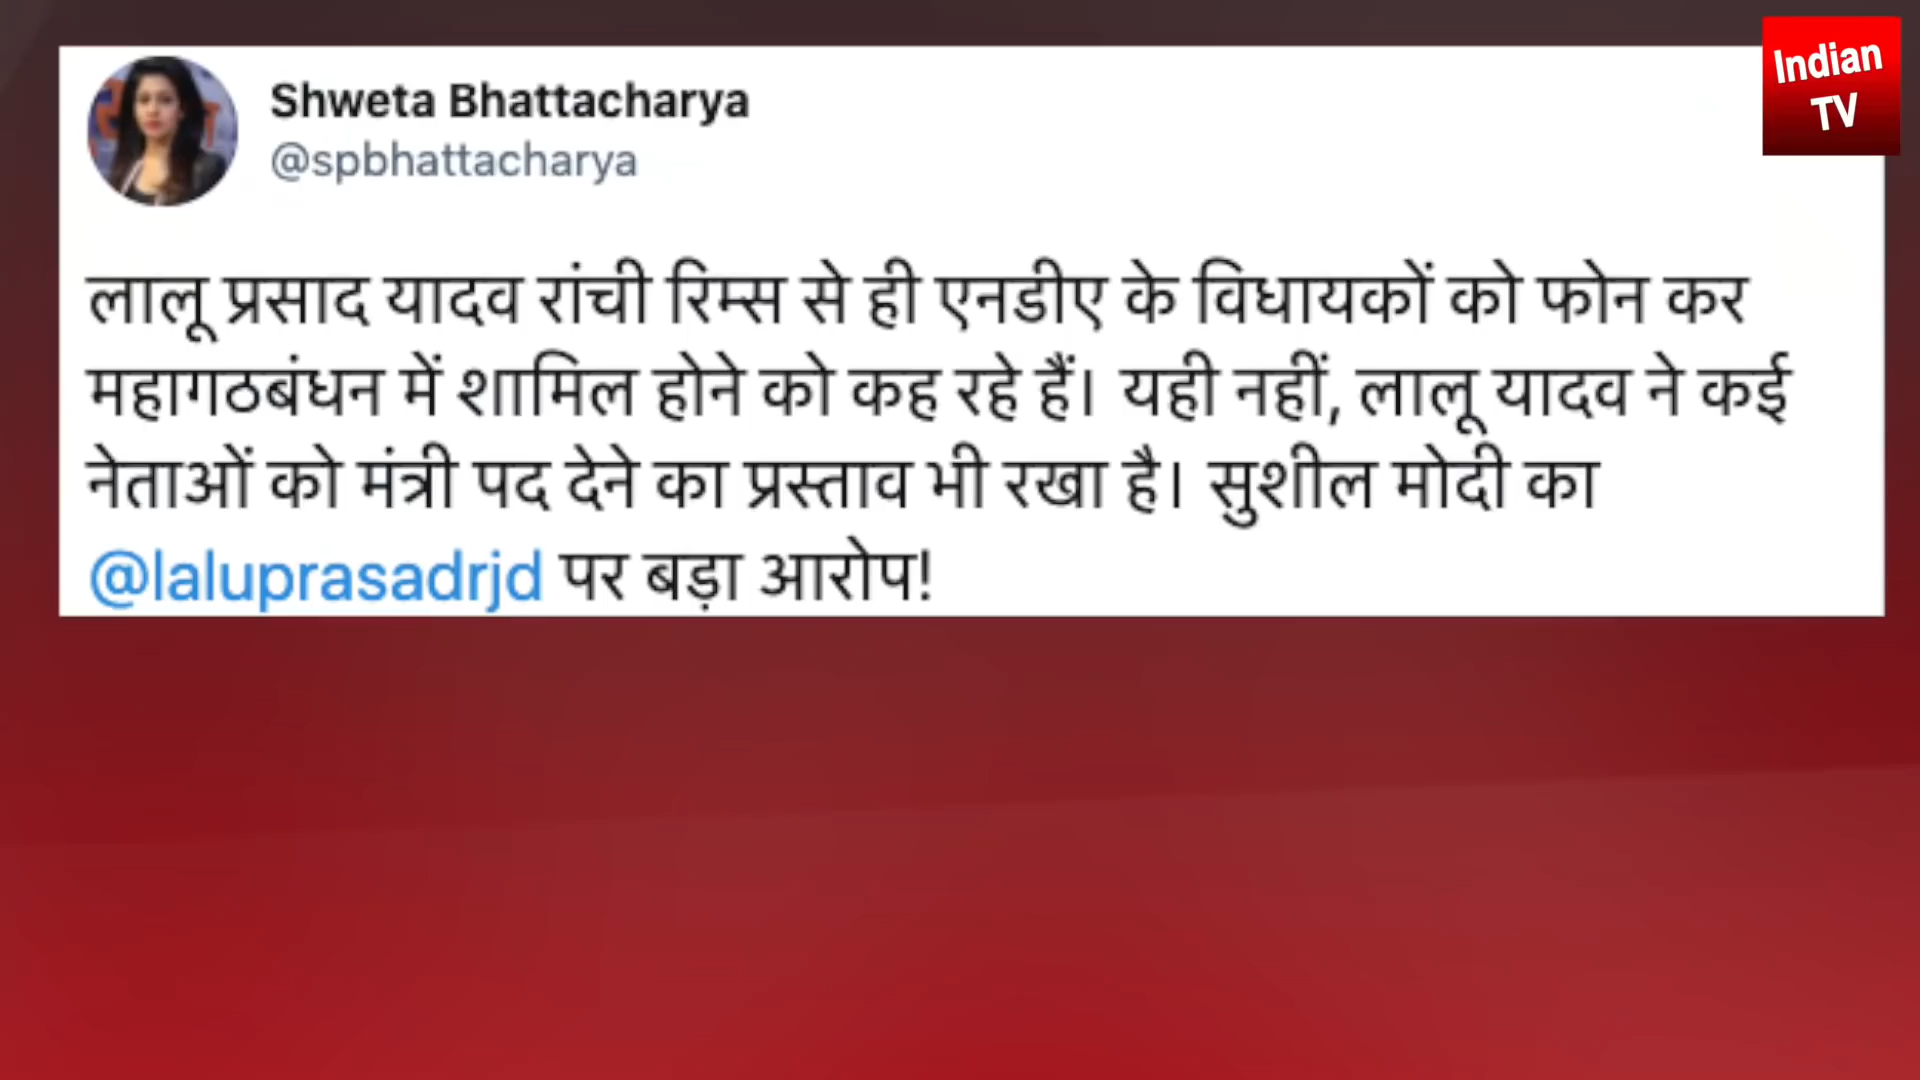 Indian
TV
Shweta Bhattacharya
@spbhattacharya
लालू प्रसाद यादव रांची रिम्स से ही एनडीए के विधायकों को फोन कर
महागठबंधन में शामिल होने को कह रहे हैं। यही नहीं, लालू यादव ने कई
नेताओं को मंत्री पद देने का प्रस्ताव भी रखा है। सुशील मोदी का
@laluprasadrjd पर बड़ा आरोप!